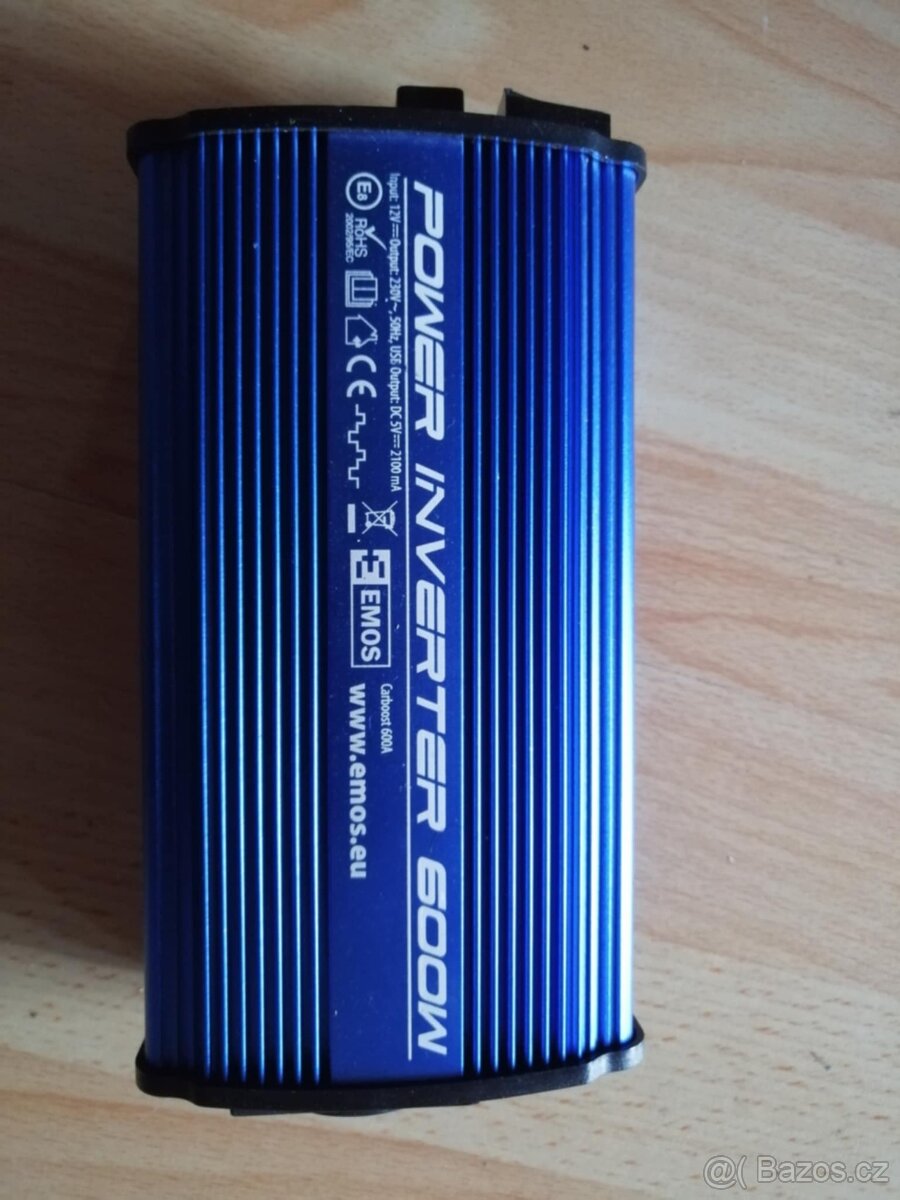 POWER INVERTER 600W
Input: 12V⎓Output: 230V~, 50Hz, USB Output: DC 5V⎓ 2100 mA
Carboost 600A
E8
RoHS
2002/95/EC
CE
EMOS
www.emos.eu
@( Bazos.cz